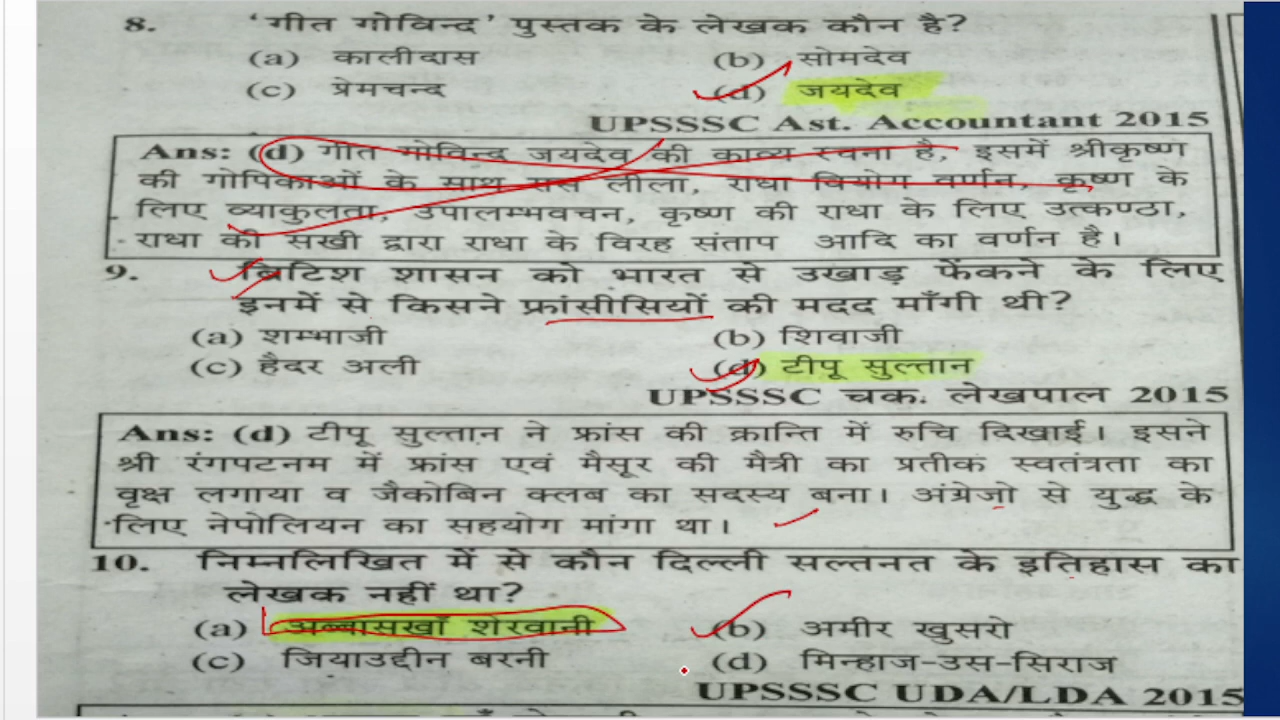 8. 'गीत गोविन्द' पुस्तक के लेखक कौन है?
(a) कालीदास (b) सोमदेव
(c) प्रेमचन्द (d) जयदेव
UPSSSC Ast. Accountant 2015
Ans: (d) गीत गोविन्द जयदेव की काव्य रचना है, इसमें श्रीकृष्ण
की गोपिकाओं के साथ रास लीला, राधा वियोग वर्णन, कृष्ण के
लिए व्याकुलता, उपालम्भवचन, कृष्ण की राधा के लिए उत्कण्ठा,
राधा की सखी द्वारा राधा के विरह संताप आदि का वर्णन है।
9. ब्रिटिश शासन को भारत से उखाड़ फेंकने के लिए
इनमें से किसने फ्रांसीसियों की मदद माँगी थी?
(a) शम्भाजी (b) शिवाजी
(c) हैदर अली (d) टीपू सुल्तान
UPSSSC चक. लेखपाल 2015
Ans: (d) टीपू सुल्तान ने फ्रांस की क्रान्ति में रुचि दिखाई। इसने
श्री रंगपटनम में फ्रांस एवं मैसूर की मैत्री का प्रतीक स्वतंत्रता का
वृक्ष लगाया व जैकोबिन क्लब का सदस्य बना। अंग्रेजो से युद्ध के
लिए नेपोलियन का सहयोग मांगा था।
10. निम्नलिखित में से कौन दिल्ली सल्तनत के इतिहास का
लेखक नहीं था?
(a) अब्बासखाँ शेरवानी (b) अमीर खुसरो
(c) जियाउद्दीन बरनी (d) मिन्हाज-उस-सिराज
UPSSSC UDA/LDA 2015